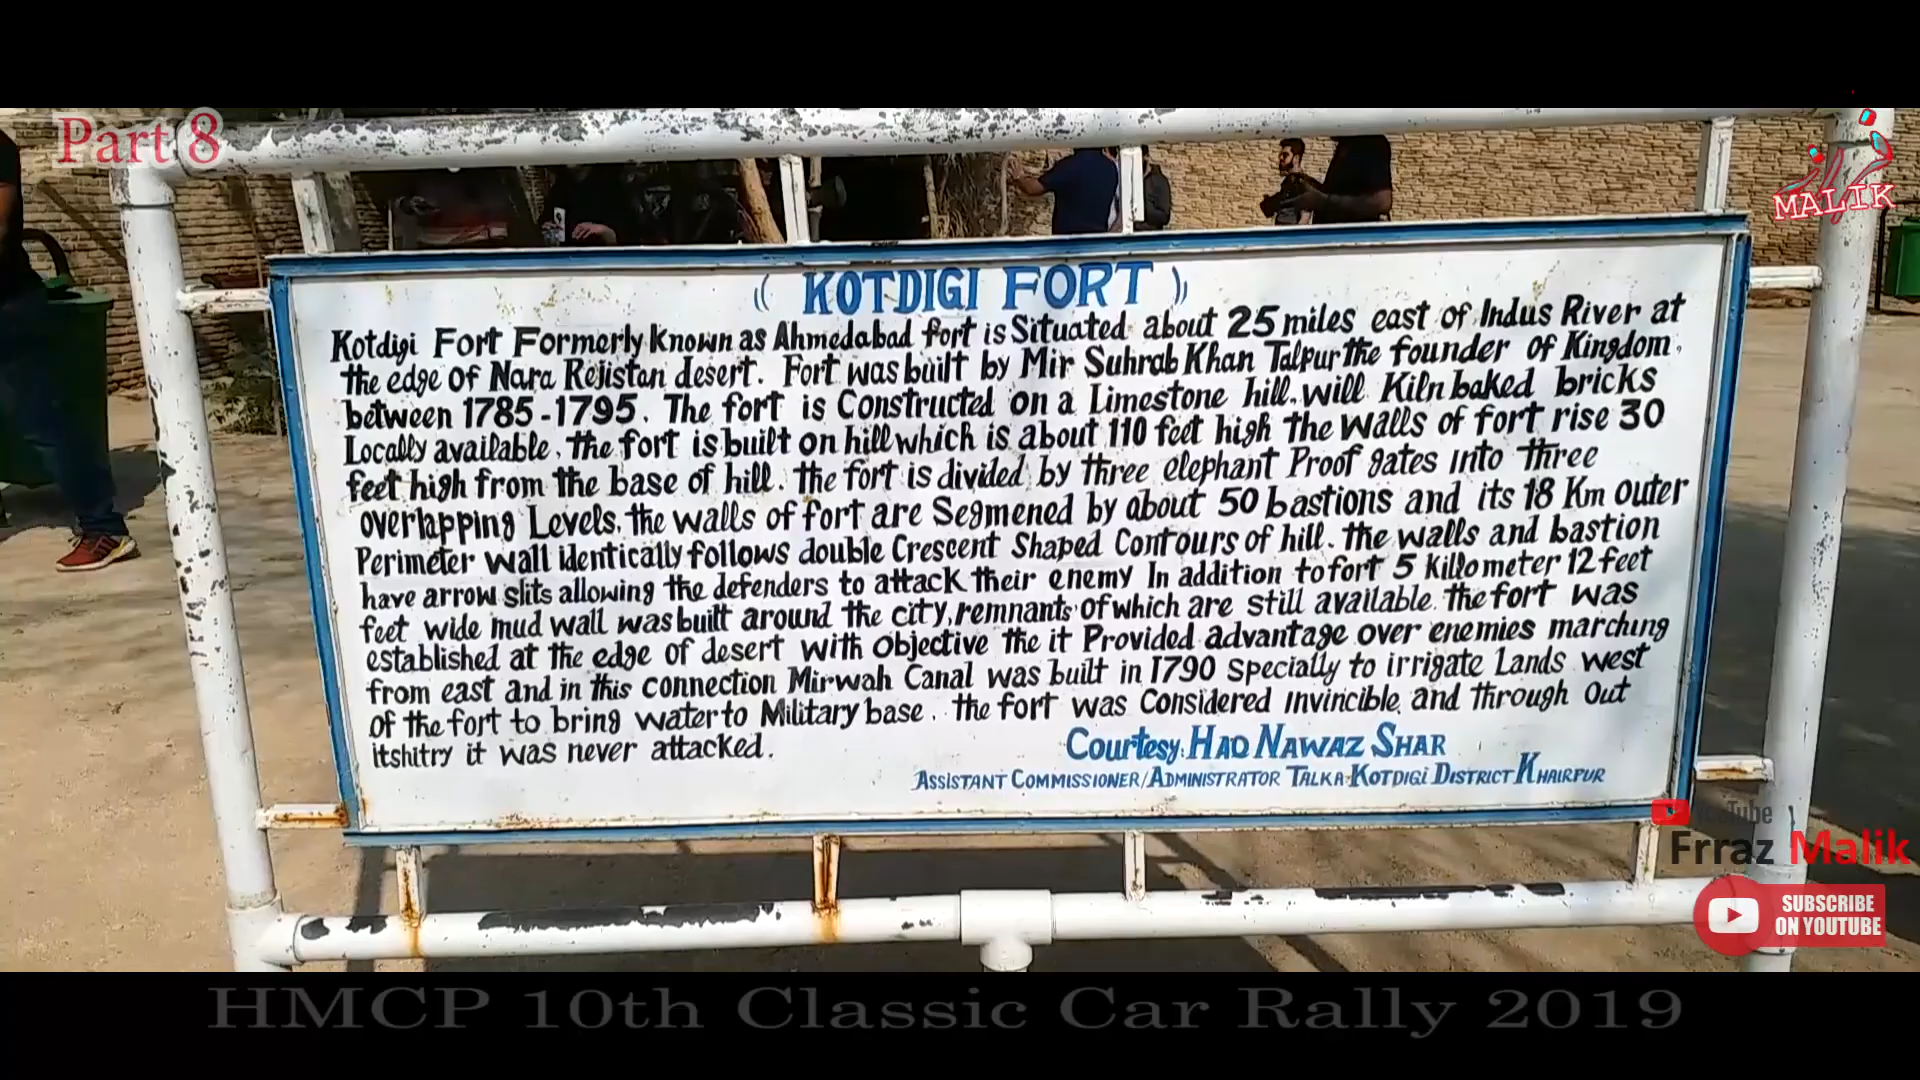 Part 8
MALIK
(( KOTDIGI FORT ))
Kotdigi Fort Formerly Known as Ahmedabad fort is Situated about 25 miles east of Indus River at
the edge of Nara Rejistan desert. Fort was built by Mir Suhrab Khan Talpur the founder of Kingdom.
between 1785-1795. The fort is Constructed on a Limestone hill. will Kiln baked bricks
Locally available, the fort is built on hill which is about 110 feet high the walls of fort rise 30
feet high from the base of hill. the fort is divided by three elephant Proof gates into three
overlapping Levels. the walls of fort are Segmened by about 50 bastions and its 18 Km outer
Perimeter wall identically follows double Crescent Shaped Contours of hill. the walls and bastion
have arrow slits allowing the defenders to attack their enemy In addition to fort 5 Killometer 12 feet
feet wide mud wall was built around the city, remnants of which are still available. the fort was
established at the edge of desert with objective the it Provided advantage over enemies marching
from east and in this connection Mirwah Canal was built in 1790 specially to irrigate Lands west
of the fort to bring water to Military base. the fort was Considered invincible and through out
itshitry it was never attacked.
Courtesy: HAQ NAWAZ SHAR
ASSISTANT COMMISSIONER/ADMINISTRATOR TALKA KOTDIGI DISTRICT KHAIRPUR
YouTube
Frraz Malik
SUBSCRIBE
ON YOUTUBE
HMCP 10th Classic Car Rally 2019